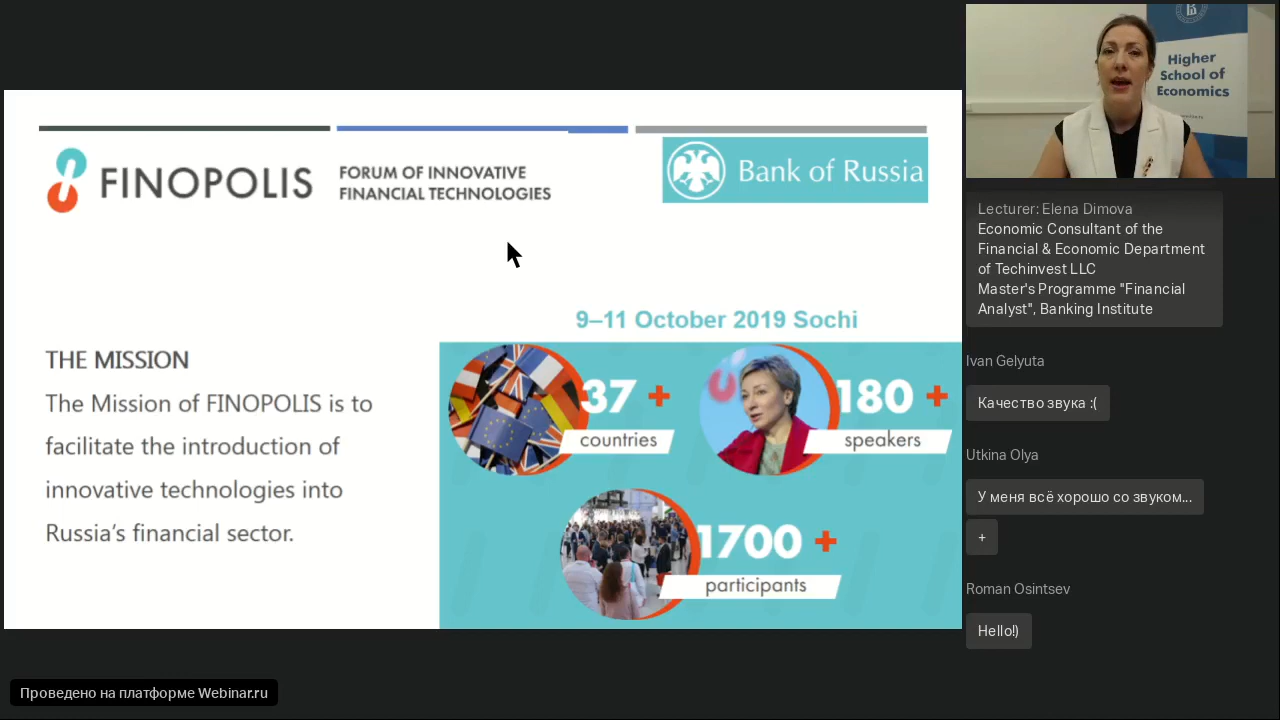 FINOPOLIS
FORUM OF INNOVATIVE
FINANCIAL TECHNOLOGIES
Bank of Russia
9–11 October 2019 Sochi
THE MISSION
The Mission of FINOPOLIS is to
facilitate the introduction of
innovative technologies into
Russia's financial sector.
37 +
countries
180 +
speakers
1700 +
participants
Higher
School of
Economics
Lecturer: Elena Dimova
Economic Consultant of the
Financial & Economic Department
of Techinvest LLC
Master's Programme "Financial
Analyst", Banking Institute
Ivan Gelyuta
Качество звука :(
Utkina Olya
У меня всё хорошо со звуком...
+
Roman Osintsev
Hello!)
Проведено на платформе Webinar.ru